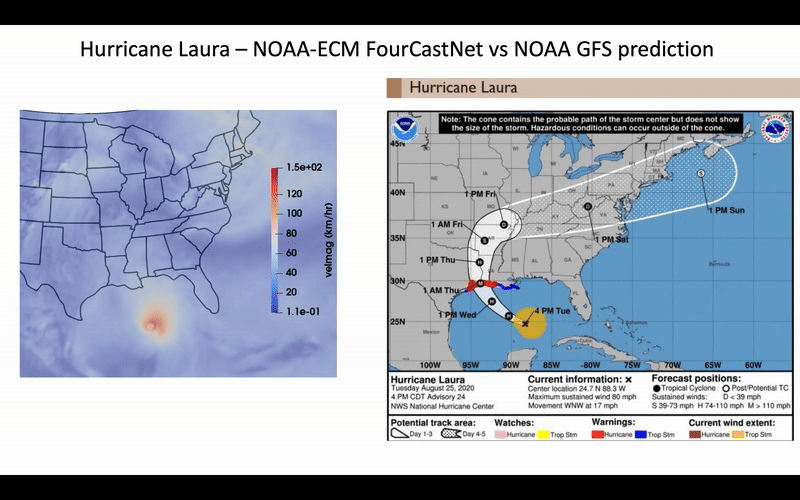 Hurricane Laura – NOAA-ECM FourCastNet vs NOAA GFS prediction
1.5e+02
120
100
80
60
40
20
1.1e-01
velmag (km/hr)
Hurricane Laura
Note: The cone contains the probable path of the storm center but does not show
the size of the storm. Hazardous conditions can occur outside of the cone.
45N
40N
35N
30N
25N
1 PM Fri
1 AM Fri
1 PM Thu
1 AM Thu
1 PM Wed
4 PM Tue
1 PM Sat
1 PM Sun
Bermuda
Mexico
Bahamas
Cuba
100W 95W 90W 85W 80W 75W 70W 65W 60W
Hurricane Laura
Tuesday August 25, 2020
4 PM CDT Advisory 24
NWS National Hurricane Center
Current information: x
Center location 24.7 N 88.3 W
Maximum sustained wind 80 mph
Movement WNW at 17 mph
Forecast positions:
Tropical Cyclone Post/Potential TC
Sustained winds: D < 39 mph
S 39-73 mph H 74-110 mph M > 110 mph
Potential track area:
Day 1-3 Day 4-5
Watches:
Hurricane Trop Stm
Warnings:
Hurricane Trop Stm
Current wind extent:
Hurricane Trop Stm